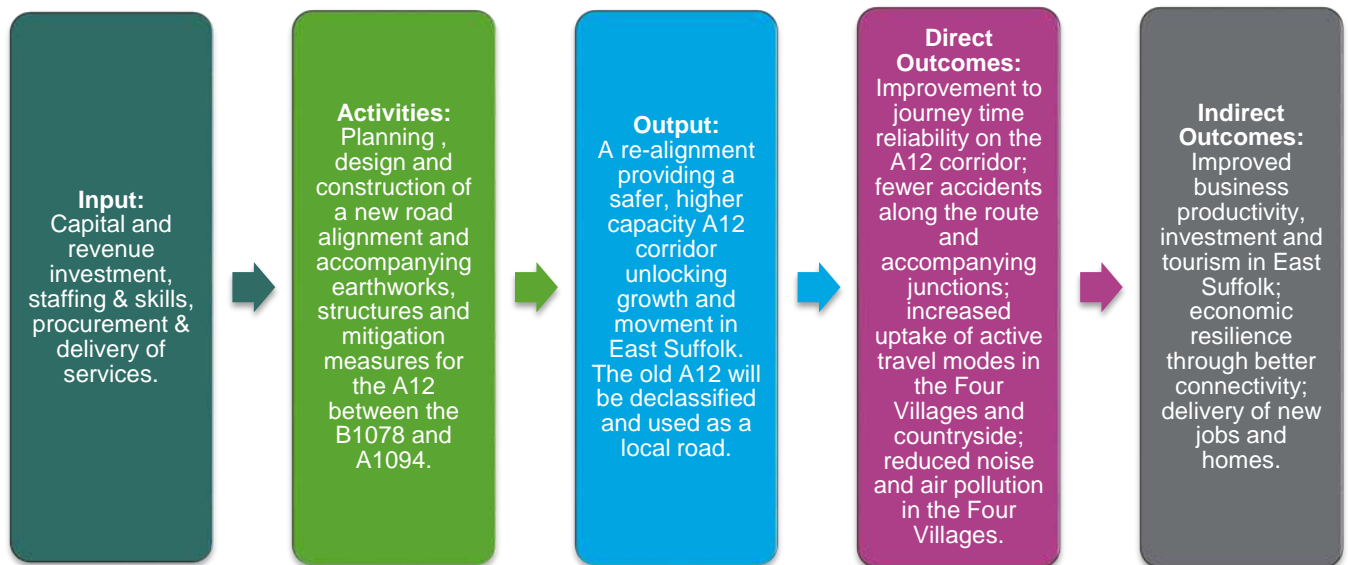 Input:
Capital and
revenue
investment,
staffing & skills,
procurement &
delivery of
services.
Activities:
Planning ,
design and
construction of
a new road
alignment and
accompanying
earthworks,
structures and
mitigation
measures for
the A12
between the
B1078 and
A1094.
Output:
A re-alignment
providing a
safer, higher
capacity A12
corridor
unlocking
growth and
movment in
East Suffolk.
The old A12 will
be declassified
and used as a
local road.
Direct
Outcomes:
Improvement to
journey time
reliability on the
A12 corridor;
fewer accidents
along the route
and
accompanying
junctions;
increased
uptake of active
travel modes in
the Four
Villages and
countryside;
reduced noise
and air pollution
in the Four
Villages.
Indirect
Outcomes:
Improved
business
productivity,
investment and
tourism in East
Suffolk;
economic
resilience
through better
connectivity;
delivery of new
jobs and
homes.